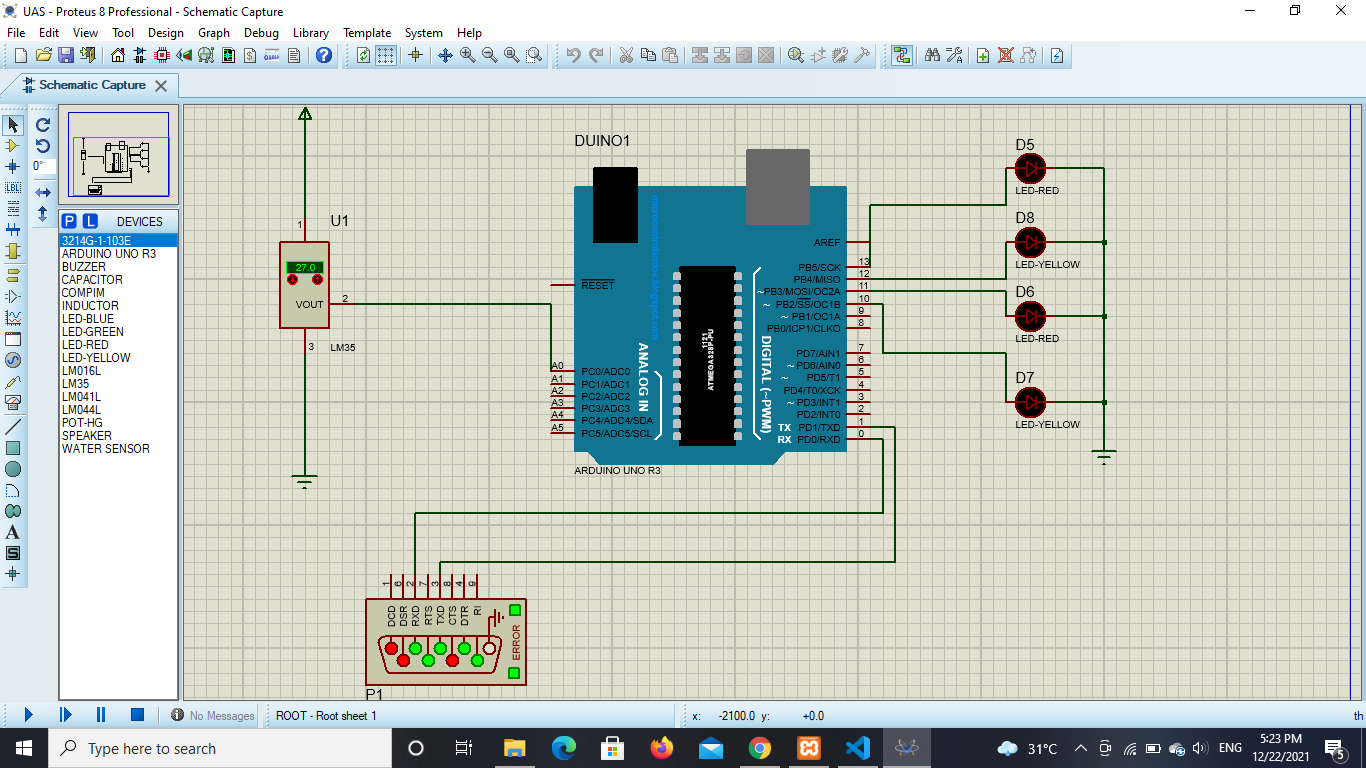 UAS - Proteus 8 Professional - Schematic Capture
File Edit View Tool Design Graph Debug Library Template System Help
Schematic Capture
0°
P L DEVICES
3214G-1-103E
ARDUINO UNO R3
BUZZER
CAPACITOR
COMPIM
INDUCTOR
LED-BLUE
LED-GREEN
LED-RED
LED-YELLOW
LM016L
LM35
LM041L
LM044L
POT-HG
SPEAKER
WATER SENSOR
LBL
A
S
U1
1
27.0
VOUT
2
3
LM35
DUINO1
microcontrolandos.blogspot.com
RESET
ANALOG IN
A0 PC0/ADC0
A1 PC1/ADC1
A2 PC2/ADC2
A3 PC3/ADC3
A4 PC4/ADC4/SDA
A5 PC5/ADC5/SCL
ARDUINO UNO R3
1121
ATMEGA328P-PU
DIGITAL (~PWM)
AREF
PB5/SCK 13
PB4/MISO 12
~PB3/MOSI/OC2A 11
~ PB2/SS/OC1B 10
~ PB1/OC1A 9
PB0/ICP1/CLKO 8
PD7/AIN1 7
~ PD6/AIN0 6
~ PD5/T1 5
PD4/T0/XCK 4
~ PD3/INT1 3
PD2/INT0 2
TX PD1/TXD 1
RX PD0/RXD 0
D5
LED-RED
D8
LED-YELLOW
D6
LED-RED
D7
LED-YELLOW
1 6 2 7 3 8 4 9
DCD DSR RXD RTS TXD CTS DTR RI
ERROR
P1
No Messages ROOT - Root sheet 1 x: -2100.0 y: +0.0 th
Type here to search
31°C ENG
5:23 PM
12/22/2021
5